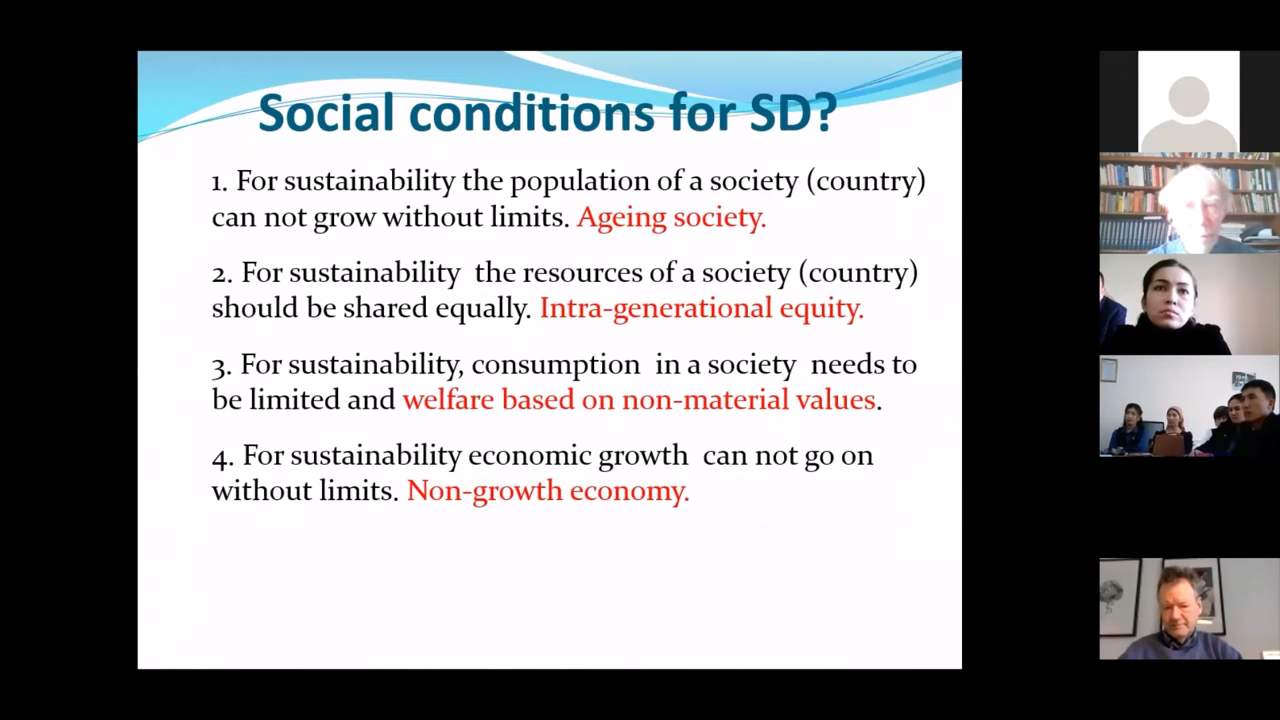 Social conditions for SD?
1. For sustainability the population of a society (country)
can not grow without limits. Ageing society.
2. For sustainability the resources of a society (country)
should be shared equally. Intra-generational equity.
3. For sustainability, consumption in a society needs to
be limited and welfare based on non-material values.
4. For sustainability economic growth can not go on
without limits. Non-growth economy.